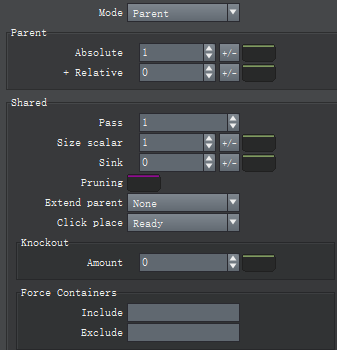 Mode Parent
Parent
Absolute 1 +/-
+ Relative 0 +/-
Shared
Pass 1
Size scalar 1 +/-
Sink 0 +/-
Pruning
Extend parent None
Click place Ready
Knockout
Amount 0
Force Containers
Include
Exclude